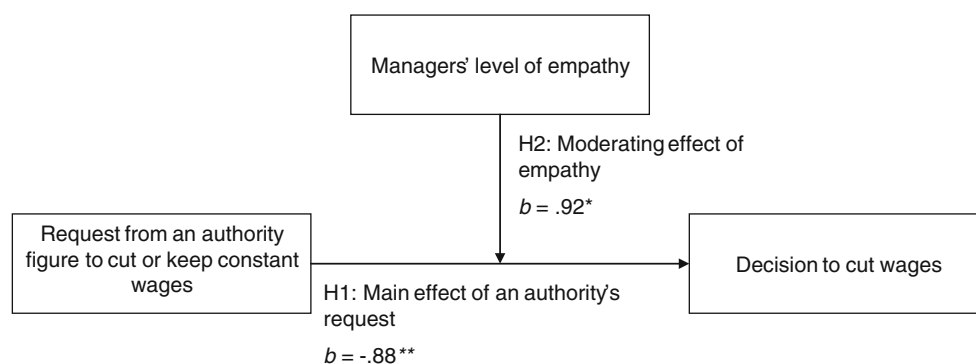 Managers' level of empathy
H2: Moderating effect of
empathy
b = .92*
Request from an authority
figure to cut or keep constant
wages
Decision to cut wages
H1: Main effect of an authority's
request
b = -.88**